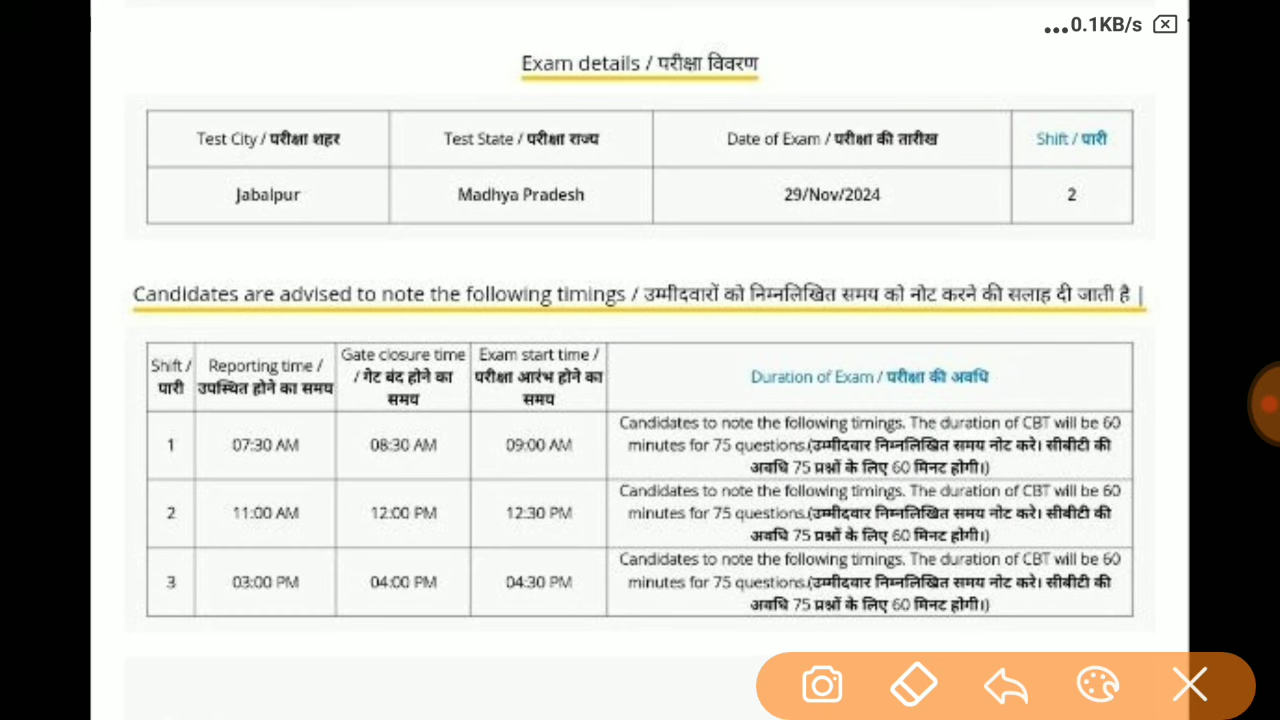 ...0.1KB/s
Exam details / परीक्षा विवरण
Test City / परीक्षा शहर
Test State / परीक्षा राज्य
Date of Exam / परीक्षा की तारीख
Shift / पारी
Jabalpur
Madhya Pradesh
29/Nov/2024
2
Candidates are advised to note the following timings / उम्मीदवारों को निम्नलिखित समय को नोट करने की सलाह दी जाती है |
Shift /
पारी
Reporting time /
उपस्थित होने का समय
Gate closure time
/ गेट बंद होने का
समय
Exam start time /
परीक्षा आरंभ होने का
समय
Duration of Exam / परीक्षा की अवधि
1
07:30 AM
08:30 AM
09:00 AM
Candidates to note the following timings. The duration of CBT will be 60
minutes for 75 questions.(उम्मीदवार निम्नलिखित समय नोट करे। सीबीटी की
अवधि 75 प्रश्नों के लिए 60 मिनट होगी।)
2
11:00 AM
12:00 PM
12:30 PM
Candidates to note the following timings. The duration of CBT will be 60
minutes for 75 questions.(उम्मीदवार निम्नलिखित समय नोट करे। सीबीटी की
अवधि 75 प्रश्नों के लिए 60 मिनट होगी।)
3
03:00 PM
04:00 PM
04:30 PM
Candidates to note the following timings. The duration of CBT will be 60
minutes for 75 questions.(उम्मीदवार निम्नलिखित समय नोट करे। सीबीटी की
अवधि 75 प्रश्नों के लिए 60 मिनट होगी।)